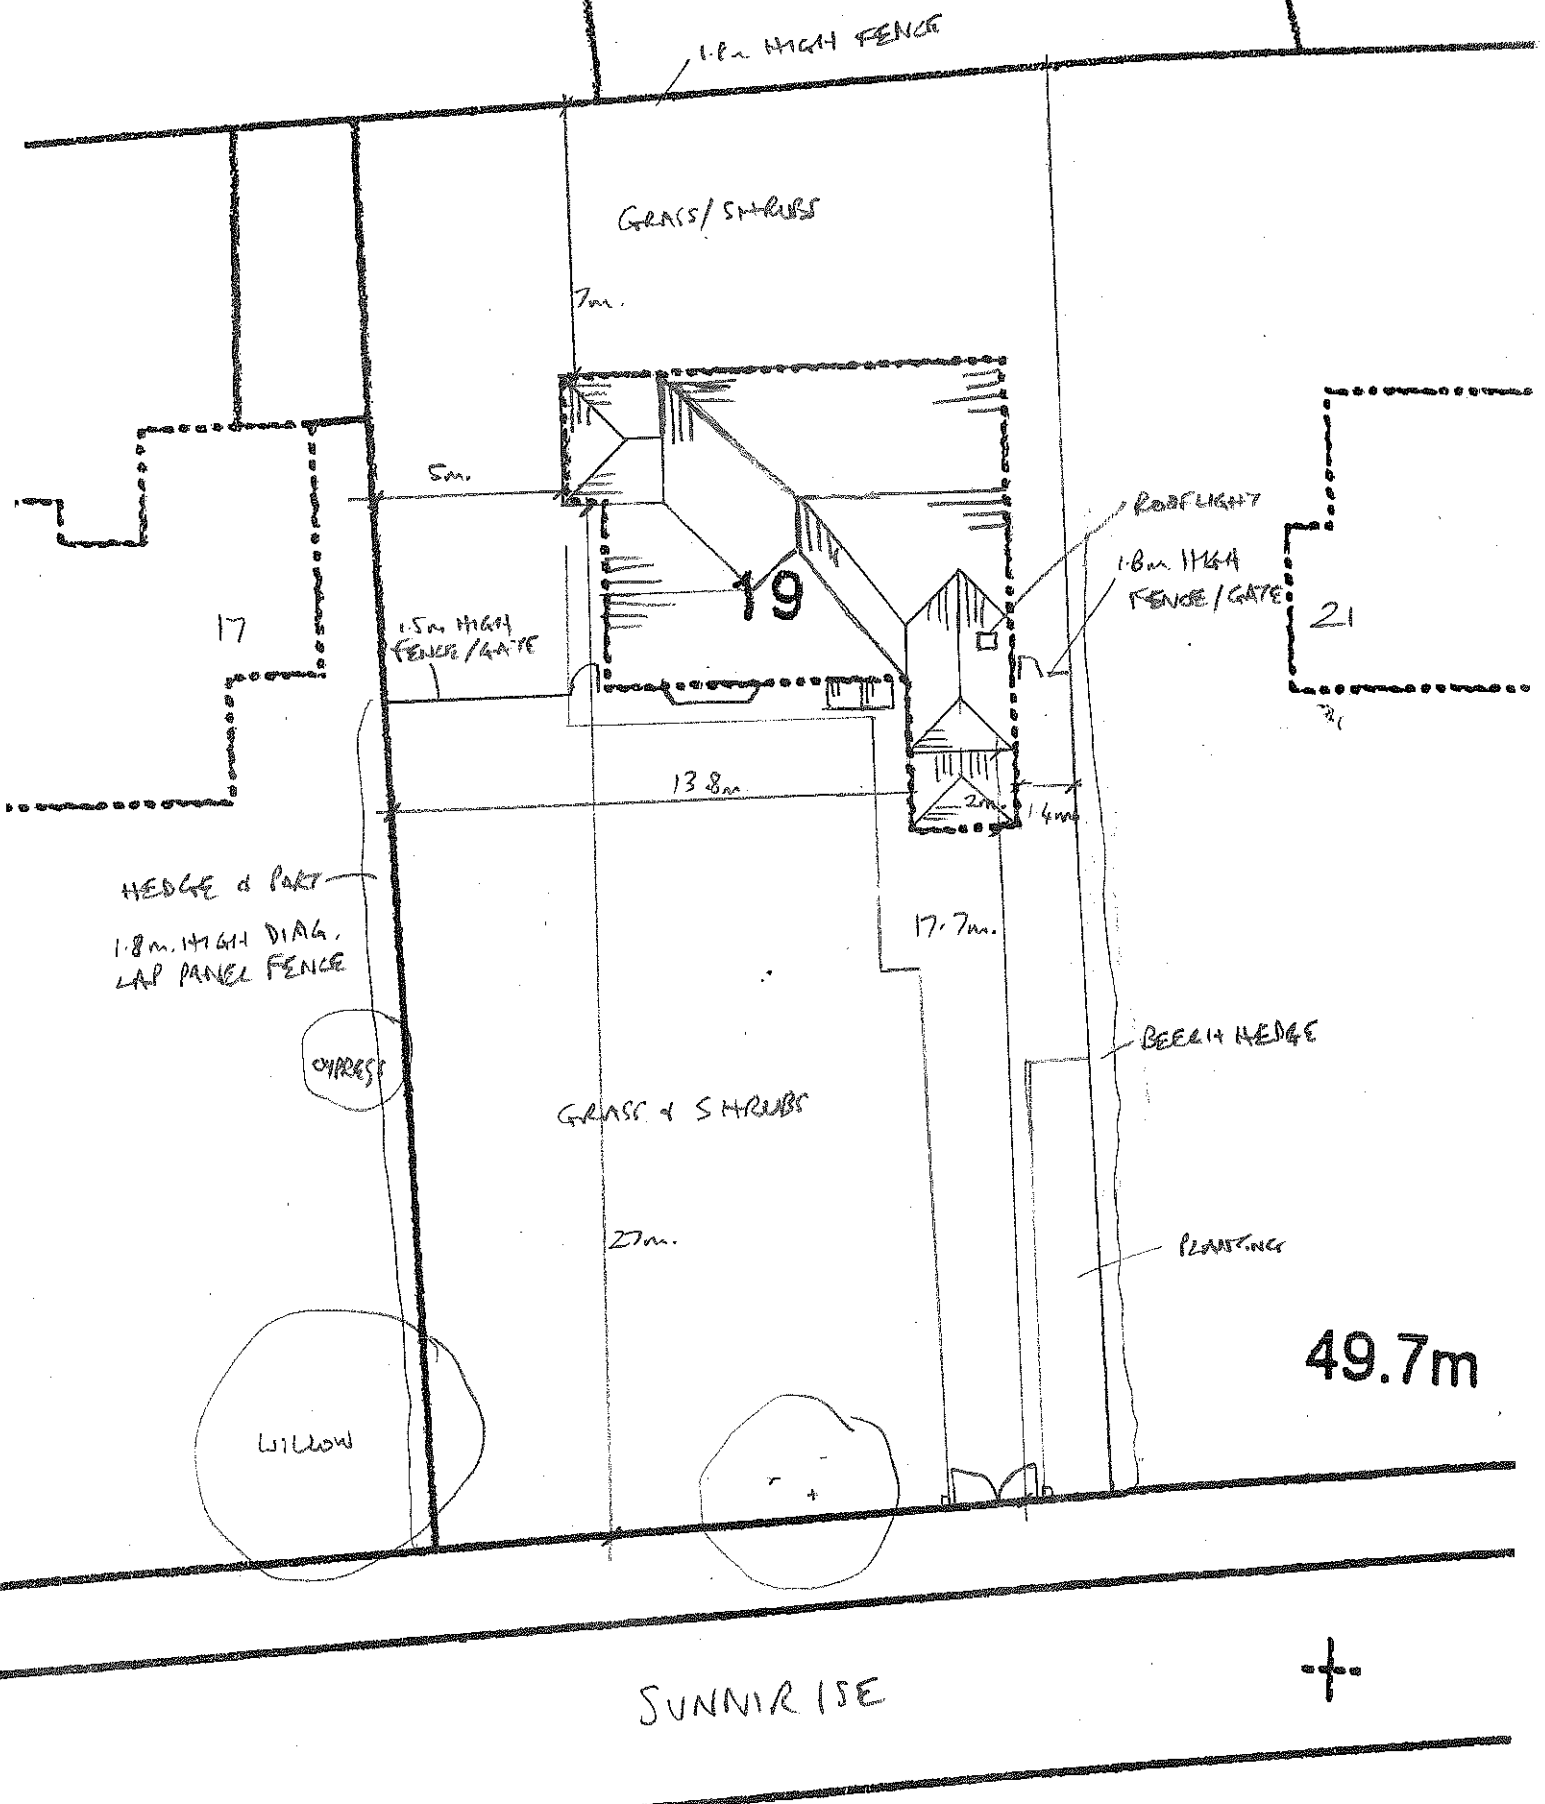 1.8m HIGH FENCE
GRASS/SHRUBS
7m.
5m.
ROOFLIGHT
1.8m. HIGH
FENCE/GATE
19
17
21
1.5m HIGH
FENCE/GATE
13.8m
2m.
1.4m
HEDGE & PART
1.8m. HIGH DIAG.
LAP PANEL FENCE
17.7m.
CYPRESS
BEECH HEDGE
GRASS & SHRUBS
27m.
PLANTING
49.7m
WILLOW
SUNNIRISE